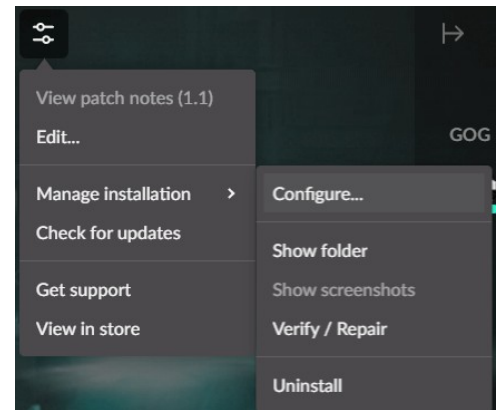 View patch notes (1.1)
Edit...
GOG
Manage installation
Configure...
Check for updates
Show folder
Get support
Show screenshots
View in store
Verify / Repair
Uninstall